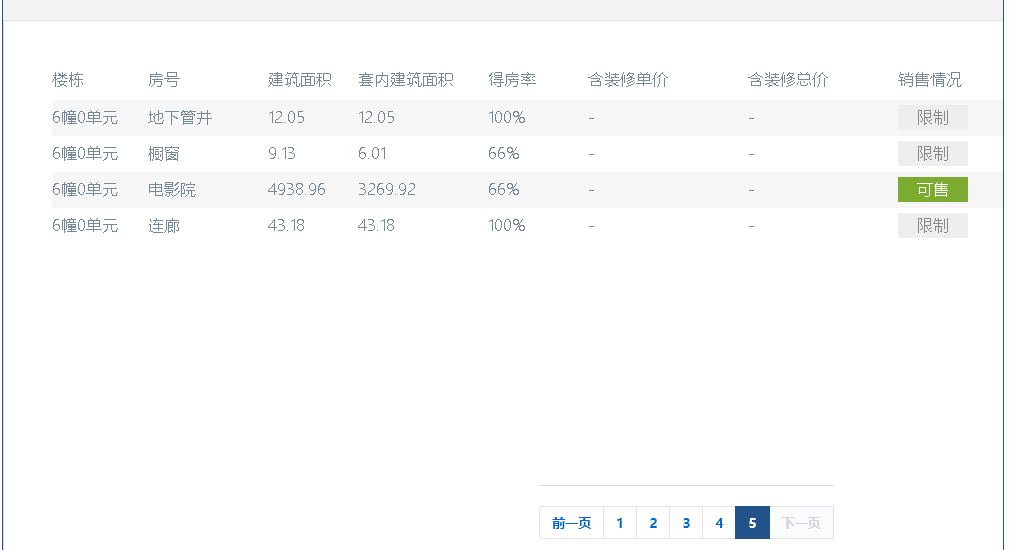 楼栋 房号 建筑面积 套内建筑面积 得房率 含装修单价 含装修总价 销售情况
6幢0单元 地下管井 12.05 12.05 100% - - 限制
6幢0单元 橱窗 9.13 6.01 66% - - 限制
6幢0单元 电影院 4938.96 3269.92 66% - - 可售
6幢0单元 连廊 43.18 43.18 100% - - 限制
前一页 1 2 3 4 5 下一页